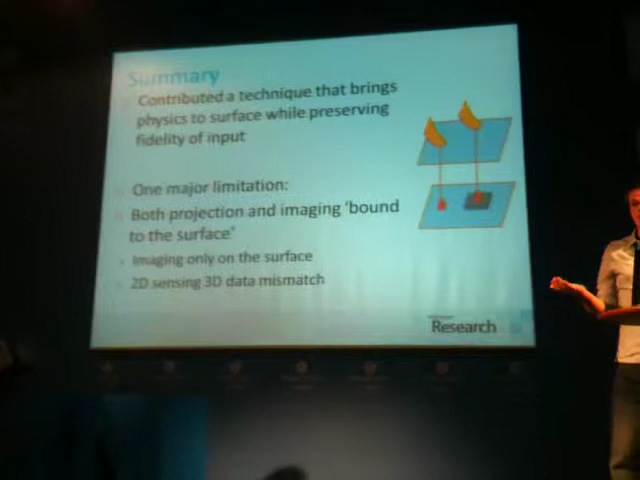 Summary
Contributed a technique that brings
physics to surface while preserving
fidelity of input
One major limitation:
Both projection and imaging 'bound
to the surface'
Imaging only on the surface
2D sensing 3D data mismatch
Research